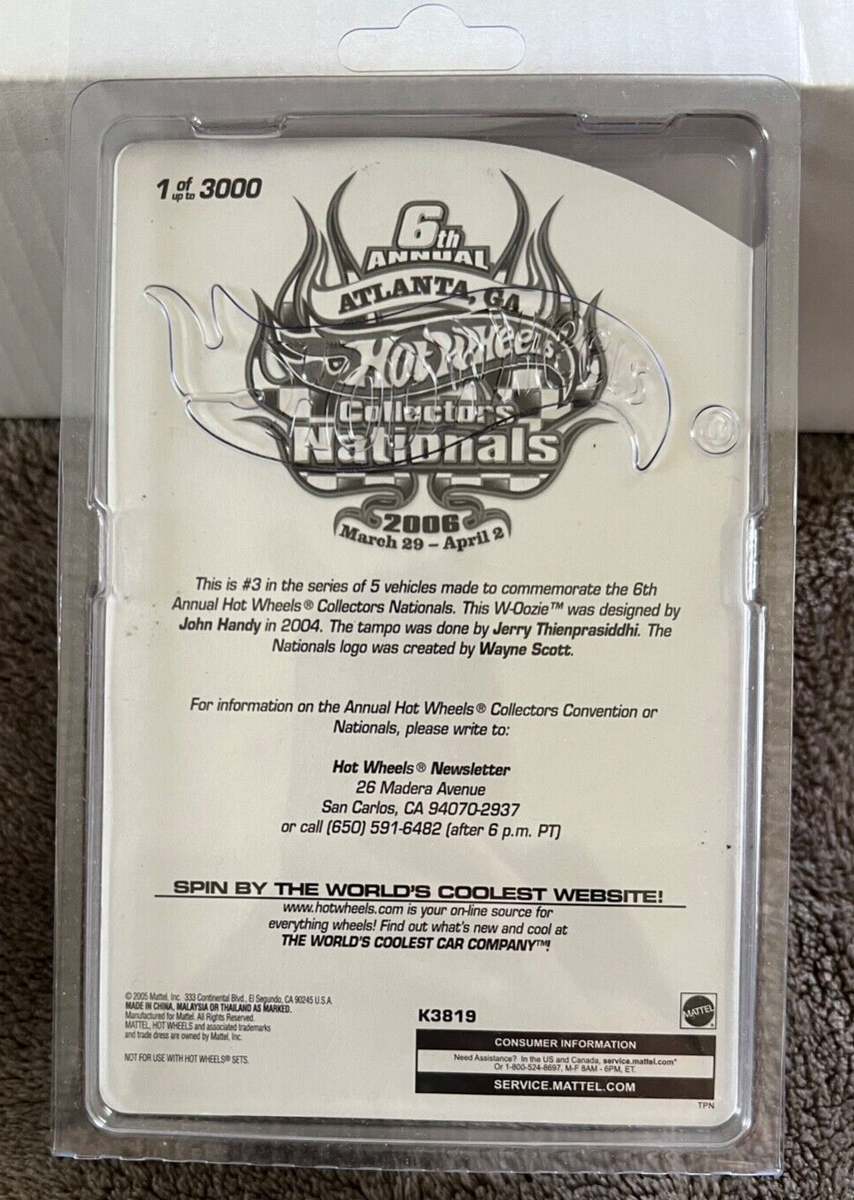 1 of up to 3000
6th
ANNUAL
ATLANTA, GA
Hot Wheels
Collectors
Nationals
2006
March 29 – April 2
This is #3 in the series of 5 vehicles made to commemorate the 6th
Annual Hot Wheels® Collectors Nationals. This W-Oozie™ was designed by
John Handy in 2004. The tampo was done by Jerry Thienprasiddhi. The
Nationals logo was created by Wayne Scott.
For information on the Annual Hot Wheels® Collectors Convention or
Nationals, please write to:
Hot Wheels® Newsletter
26 Madera Avenue
San Carlos, CA 94070-2937
or call (650) 591-6482 (after 6 p.m. PT)
SPIN BY THE WORLD'S COOLEST WEBSITE!
www.hotwheels.com is your on-line source for
everything wheels! Find out what's new and cool at
THE WORLD'S COOLEST CAR COMPANY™!
© 2005 Mattel, Inc. 333 Continental Blvd., El Segundo, CA 90245 U.S.A.
MADE IN CHINA, MALAYSIA OR THAILAND AS MARKED.
Manufactured for Mattel. All Rights Reserved.
MATTEL, HOT WHEELS and associated trademarks
and trade dress are owned by Mattel, Inc.
NOT FOR USE WITH HOT WHEELS® SETS.
K3819
MATTEL
CONSUMER INFORMATION
Need Assistance? In the US and Canada, service.mattel.com*
Or 1-800-524-8697, M-F 8AM - 6PM, ET.
SERVICE.MATTEL.COM
TPN